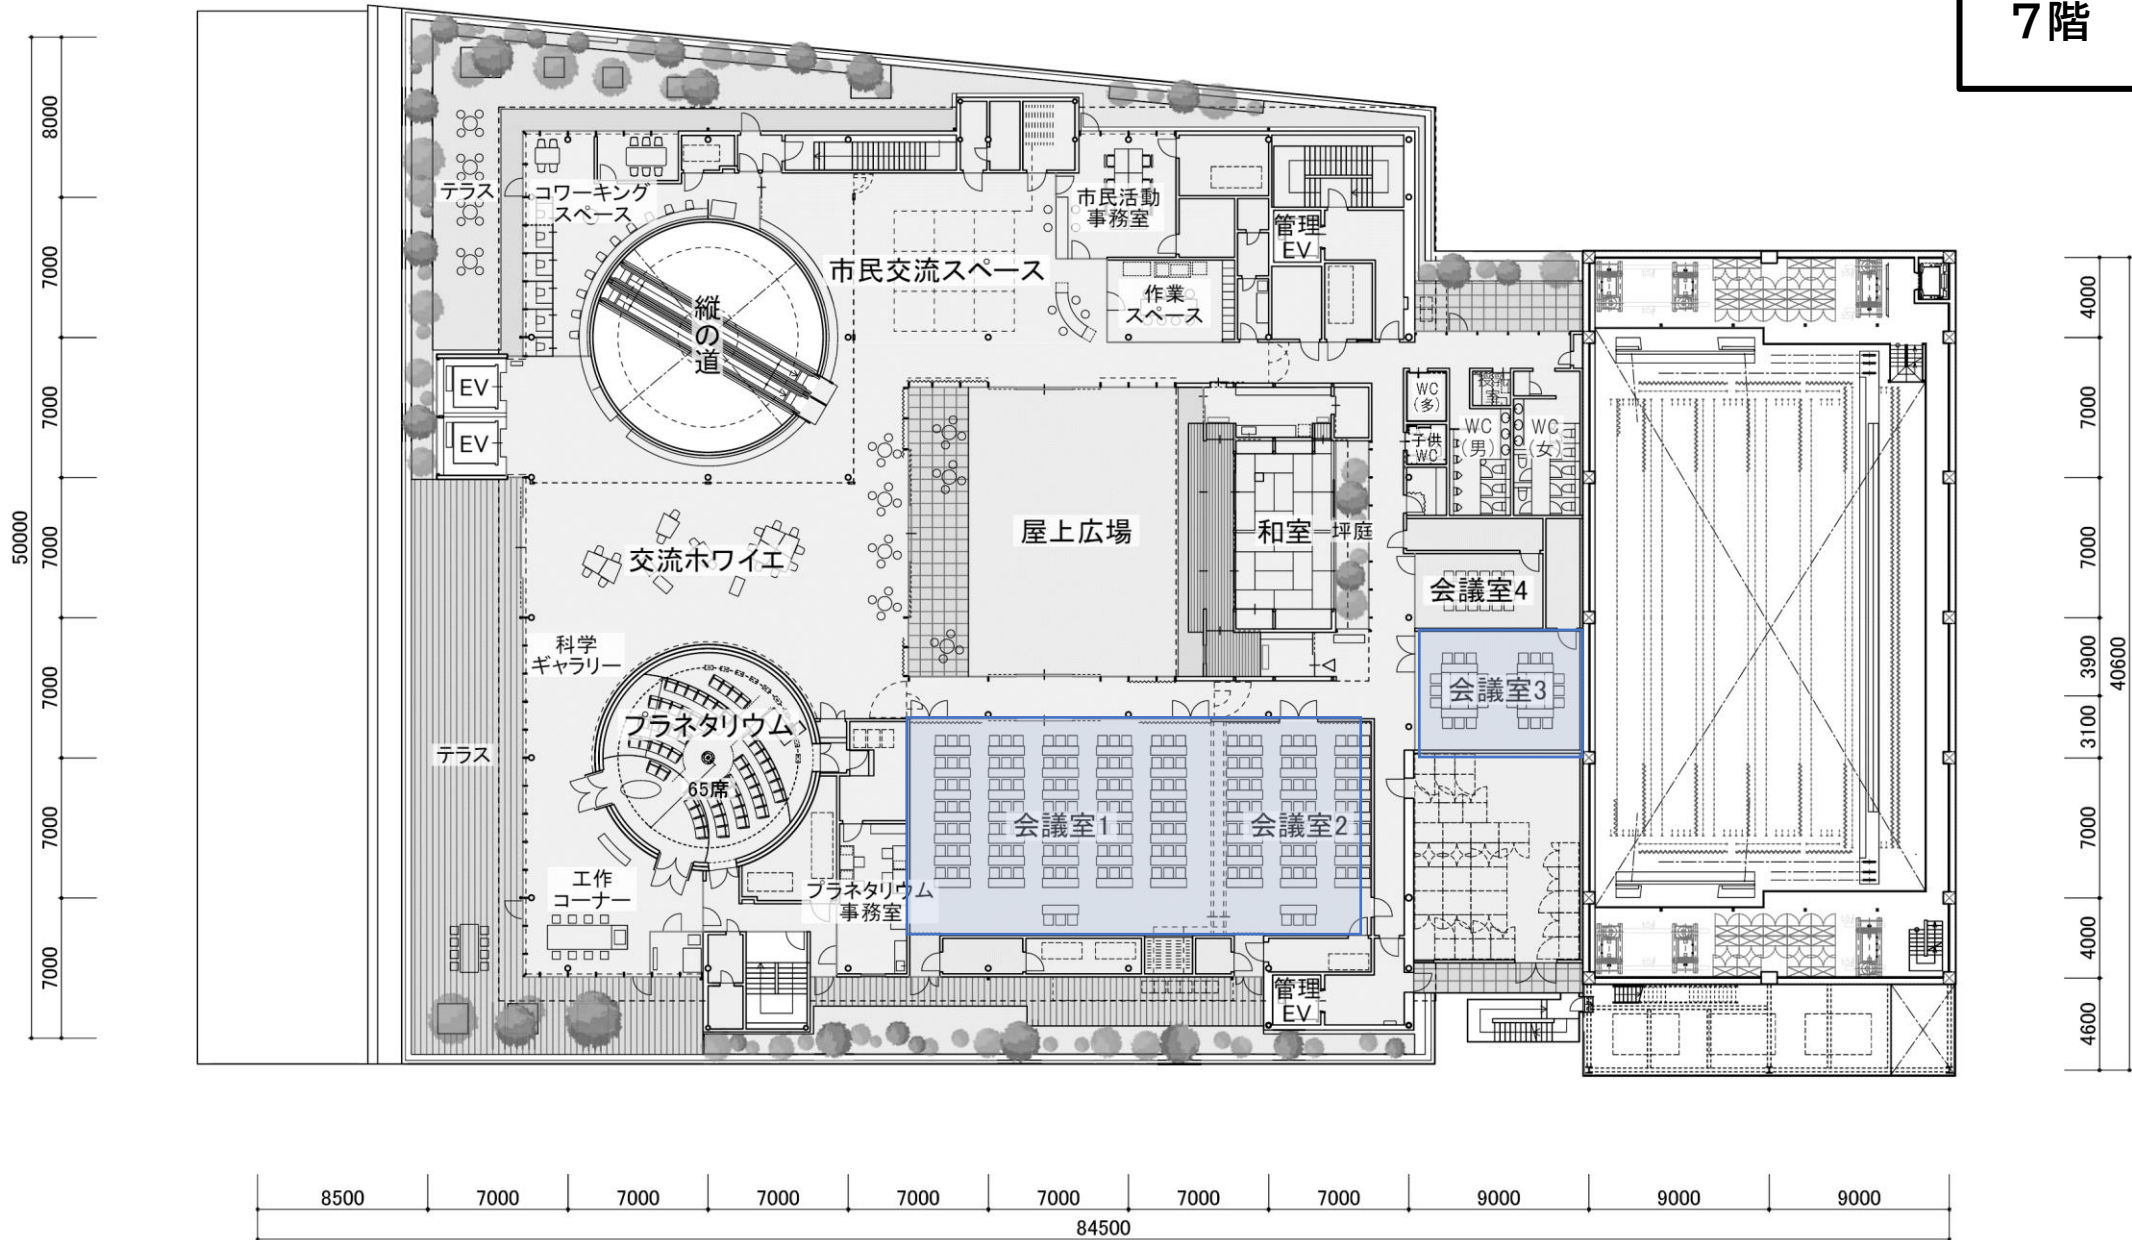 7階
8000
7000
7000
7000
7000
7000
7000
50000
テラス
コワーキング
スペース
市民活動
事務室
管理
EV
市民交流スペース
作業
スペース
縦の道
EV
EV
WC
(多)
子供
WC
WC
(男)
WC
(女)
屋上広場
和室
坪庭
交流ホワイエ
会議室4
科学
ギャラリー
会議室3
プラネタリウム
65席
テラス
会議室1
会議室2
工作
コーナー
プラネタリウム
事務室
管理
EV
4000
7000
7000
3900
3100
7000
4000
4600
40600
8500
7000
7000
7000
7000
7000
7000
7000
9000
9000
9000
84500